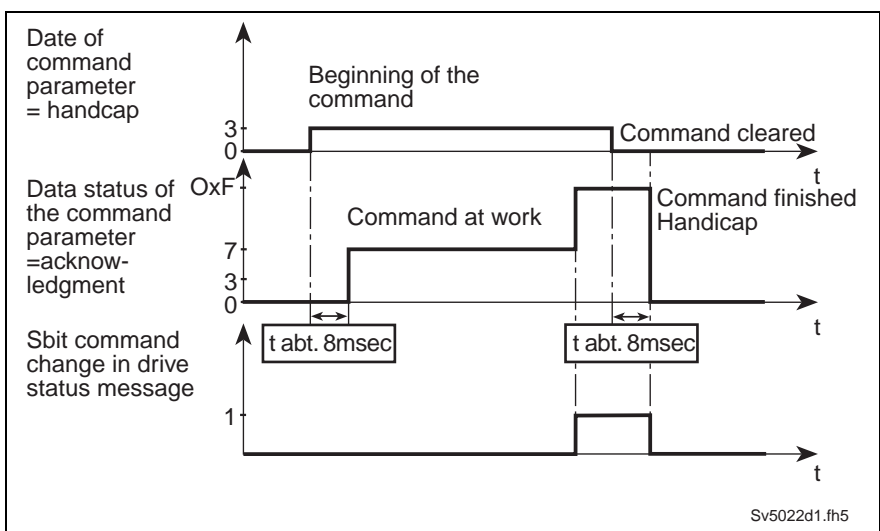 Date of
command
parameter
= handcap
Beginning of the
command
3
0
Command cleared
t
Data status of
the command
parameter
=acknow-
ledgment
OxF
7
3
0
Command at work
Command finished
Handicap
t
t abt. 8msec
t abt. 8msec
Sbit command
change in drive
status message
1
t
Sv5022d1.fh5